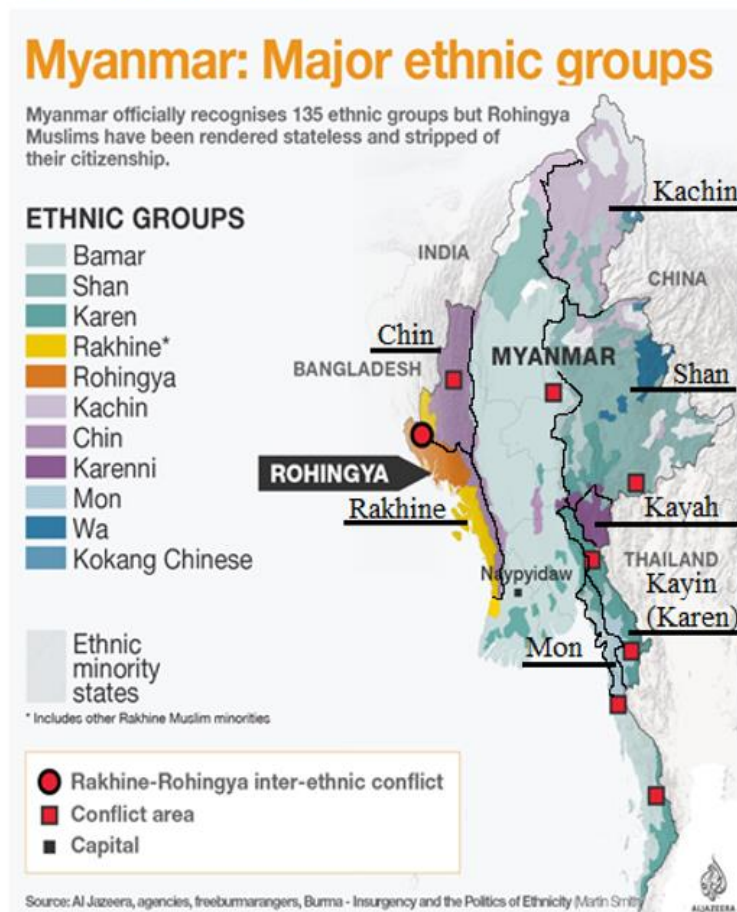 Myanmar: Major ethnic groups
Myanmar officially recognises 135 ethnic groups but Rohingya
Muslims have been rendered stateless and stripped of
their citizenship.
ETHNIC GROUPS
Bamar
Shan
Karen
Rakhine*
Rohingya
Kachin
Chin
Karenni
Mon
Wa
Kokang Chinese
Ethnic
minority
states
* Includes other Rakhine Muslim minorities
Kachin
INDIA
CHINA
Chin
BANGLADESH
MYANMAR
Shan
ROHINGYA
Rakhine
Kayah
THAILAND
Naypyidaw
Kayin
(Karen)
Mon
Rakhine-Rohingya inter-ethnic conflict
Conflict area
Capital
Source: Al Jazeera, agencies, freeburmarangers, Burma - Insurgency and the Politics of Ethnicity (Martin Smith)
ALJAZEERA